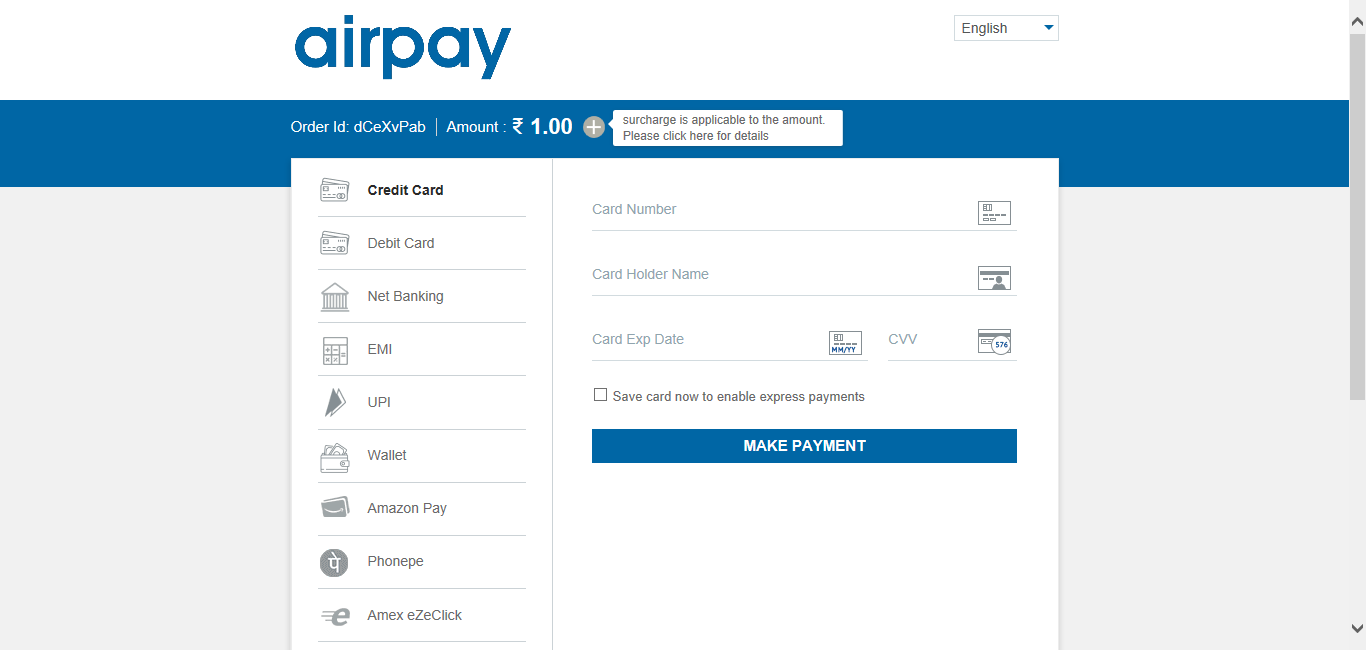 airpay
English
Order Id: dCeXvPab | Amount : ₹ 1.00
surcharge is applicable to the amount.
Please click here for details
Credit Card
Debit Card
Net Banking
EMI
UPI
Wallet
Amazon Pay
Phonepe
Amex eZeClick
Card Number
Card Holder Name
Card Exp Date
MM/YY
CVV
576
Save card now to enable express payments
MAKE PAYMENT